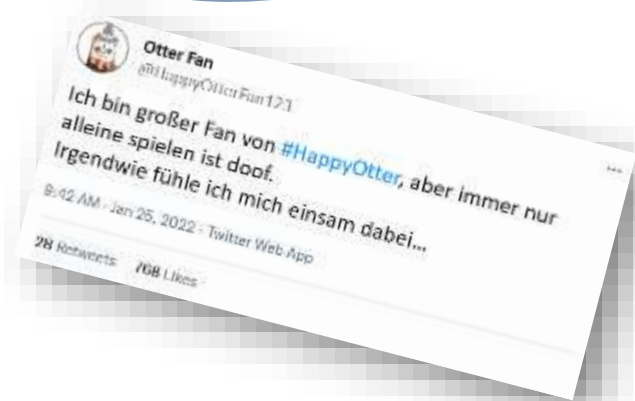 Otter Fan
@HappyOtterFan123
Ich bin großer Fan von #HappyOtter, aber immer nur
alleine spielen ist doof.
Irgendwie fühle ich mich einsam dabei...
9:42 AM · Jan 25, 2022 · Twitter Web App
28 Retweets 768 Likes